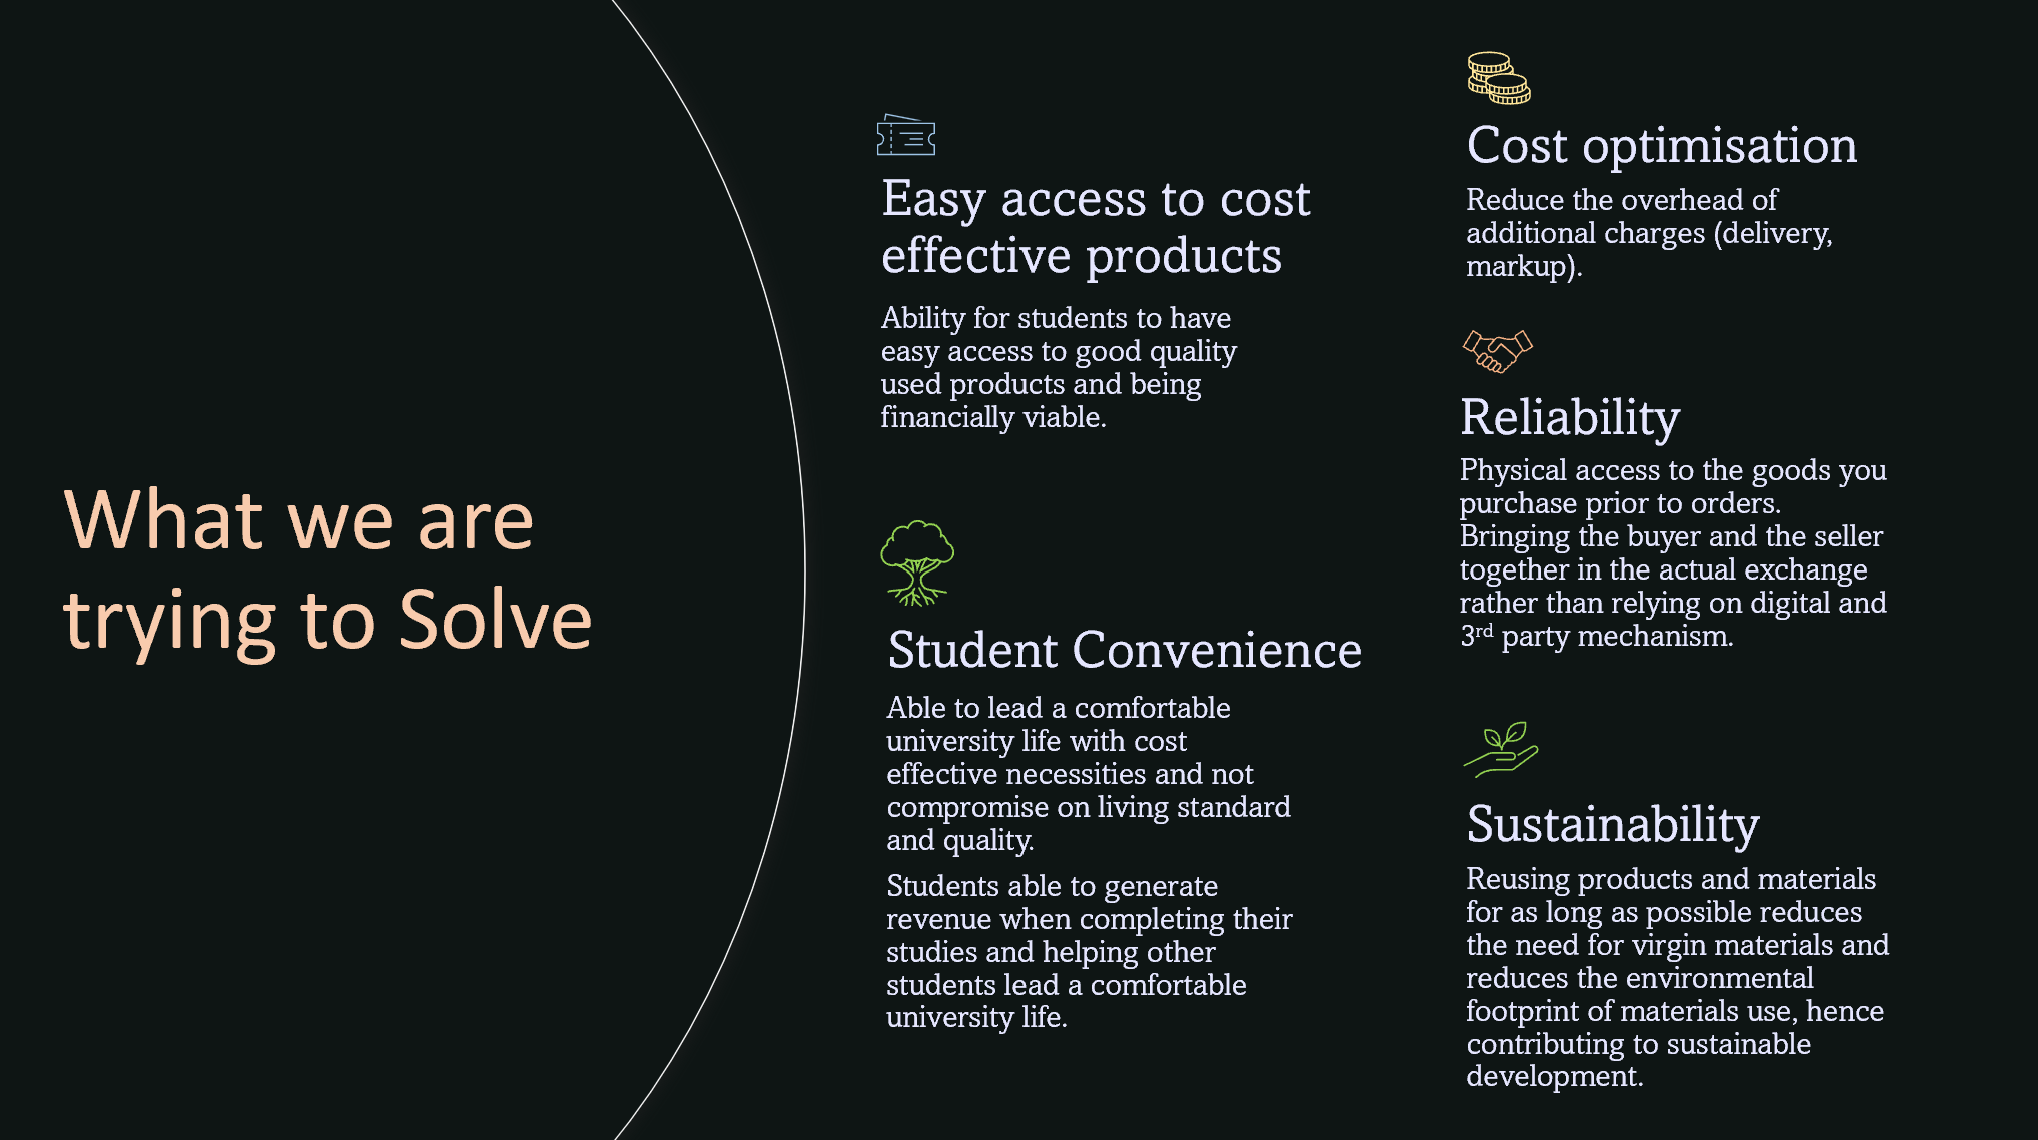 What we are
trying to Solve
Easy access to cost
effective products
Ability for students to have
easy access to good quality
used products and being
financially viable.
Student Convenience
Able to lead a comfortable
university life with cost
effective necessities and not
compromise on living standard
and quality.
Students able to generate
revenue when completing their
studies and helping other
students lead a comfortable
university life.
Cost optimisation
Reduce the overhead of
additional charges (delivery,
markup).
Reliability
Physical access to the goods you
purchase prior to orders.
Bringing the buyer and the seller
together in the actual exchange
rather than relying on digital and
3rd party mechanism.
Sustainability
Reusing products and materials
for as long as possible reduces
the need for virgin materials and
reduces the environmental
footprint of materials use, hence
contributing to sustainable
development.